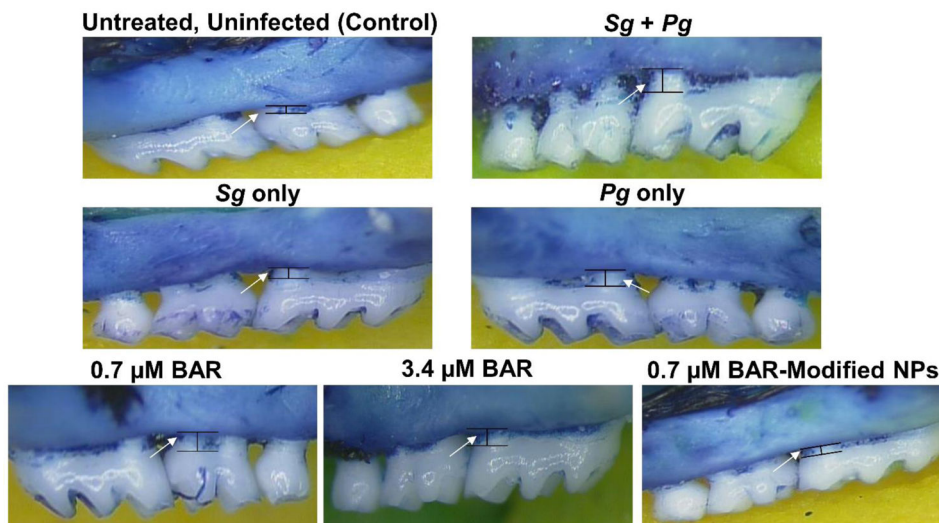 Untreated, Uninfected (Control)
Sg + Pg
Sg only
Pg only
0.7 µM BAR
3.4 µM BAR
0.7 µM BAR-Modified NPs